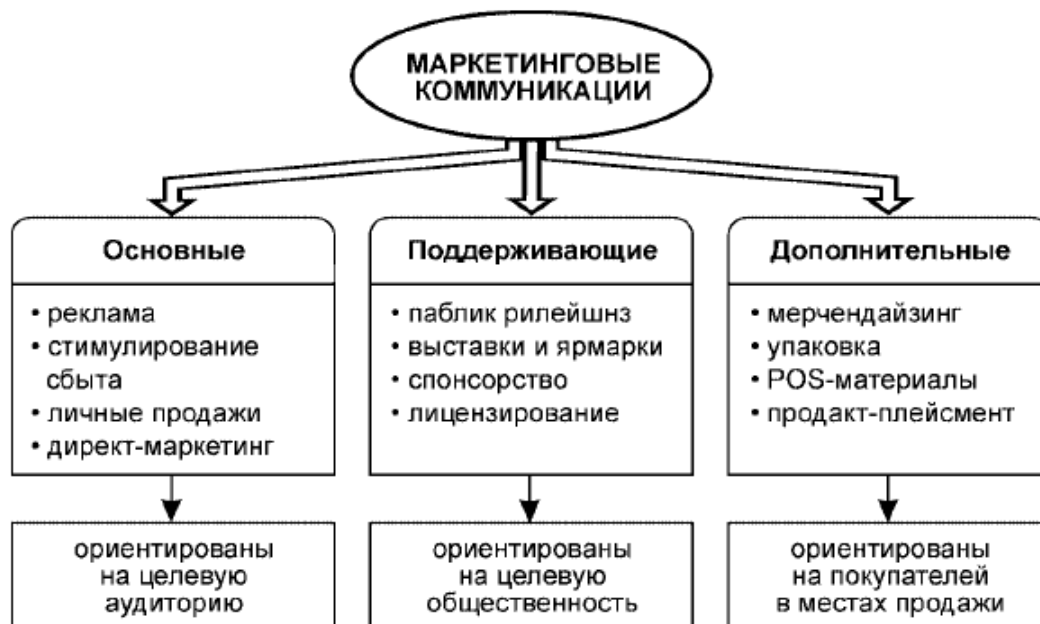 МАРКЕТИНГОВЫЕ
КОММУНИКАЦИИ
Основные
• реклама
• стимулирование
сбыта
• личные продажи
• директ-маркетинг
ориентированы
на целевую
аудиторию
Поддерживающие
• паблик рилейшнз
• выставки и ярмарки
• спонсорство
• лицензирование
ориентированы
на целевую
общественность
Дополнительные
• мерчендайзинг
• упаковка
• POS-материалы
• продакт-плейсмент
ориентированы
на покупателей
в местах продажи